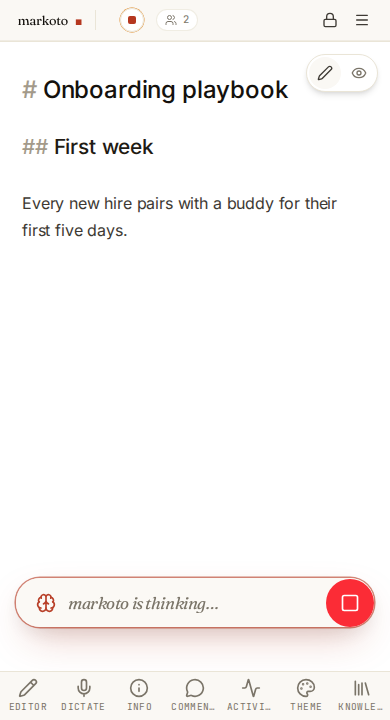 markoto
2
# Onboarding playbook
## First week
Every new hire pairs with a buddy for their
first five days.
markoto is thinking...
EDITOR DICTATE INFO COMMEN… ACTIVI… THEME KNOWLE…